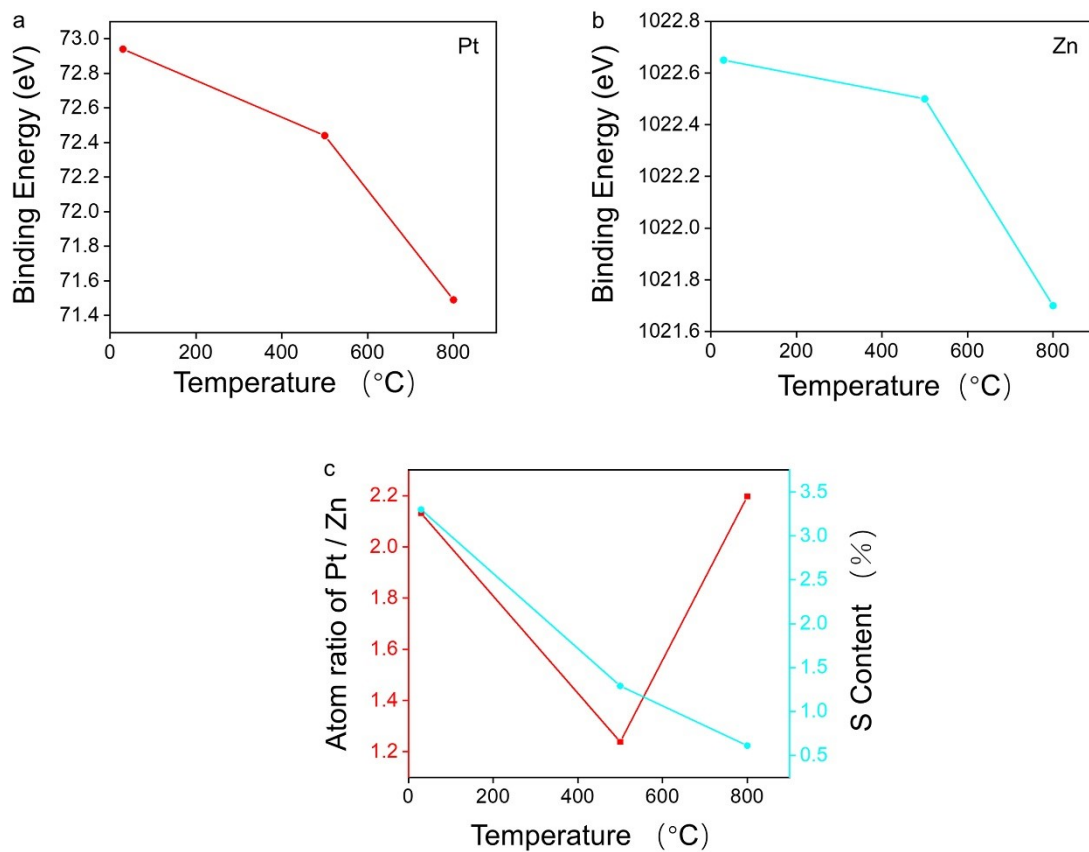 a
Pt
Binding Energy (eV)
73.0
72.8
72.6
72.4
72.2
72.0
71.8
71.6
71.4
0 200 400 600 800
Temperature （°C）
b
Zn
Binding Energy (eV)
1022.8
1022.6
1022.4
1022.2
1022.0
1021.8
1021.6
0 200 400 600 800
Temperature （°C）
c
Atom ratio of Pt / Zn
2.2
2.0
1.8
1.6
1.4
1.2
3.5
3.0
2.5
2.0
1.5
1.0
0.5
S Content （%）
0 200 400 600 800
Temperature （°C）